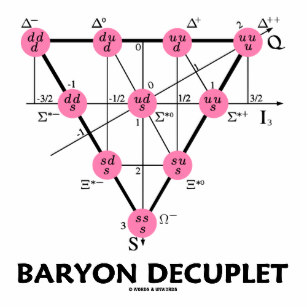 Δ⁻ Δ⁰ Δ⁺ 2 Δ⁺⁺
dd du uu uu
d d d u
0 Q
-1 0 1
-3/2 dd -1/2 ud 1/2 uu 3/2
s s s
Σ*⁻ 1 Σ*⁰ Σ*⁺ I₃
-1
sd 2 su
s s
Ξ*⁻ Ξ*⁰
3 ss Ω⁻
s
S
BARYON DECUPLET